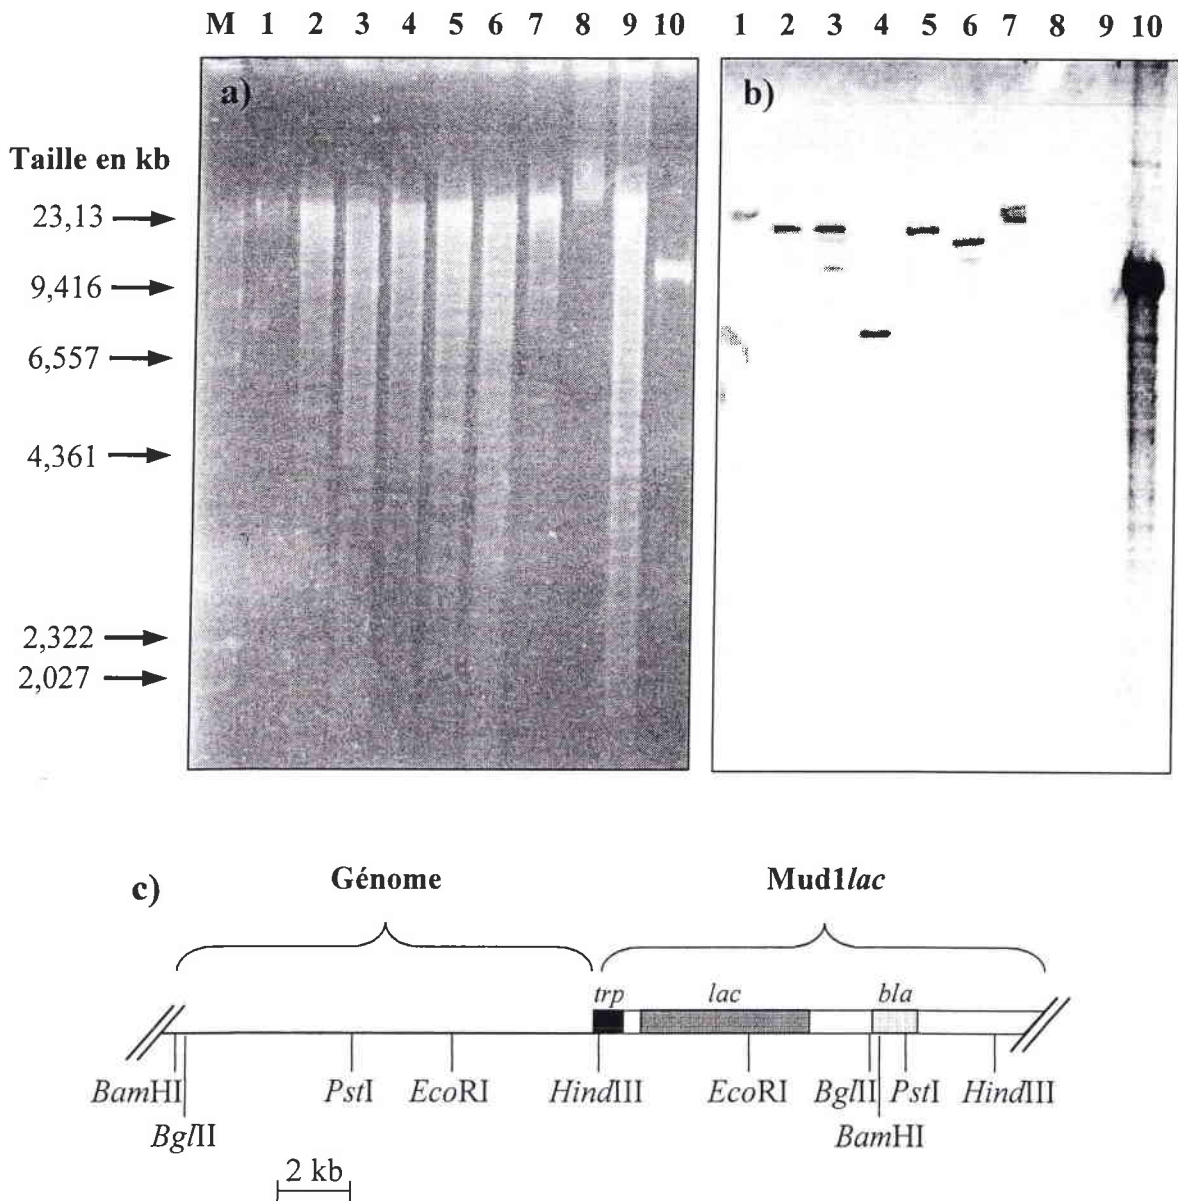 M 1 2 3 4 5 6 7 8 9 10
1 2 3 4 5 6 7 8 9 10
a)
b)
Taille en kb
23,13
9,416
6,557
4,361
2,322
2,027
c)
Génome
Mud1lac
trp
lac
bla
BamHI
PstI
EcoRI
HindIII
EcoRI
BglII
PstI
HindIII
BglII
BamHI
2 kb